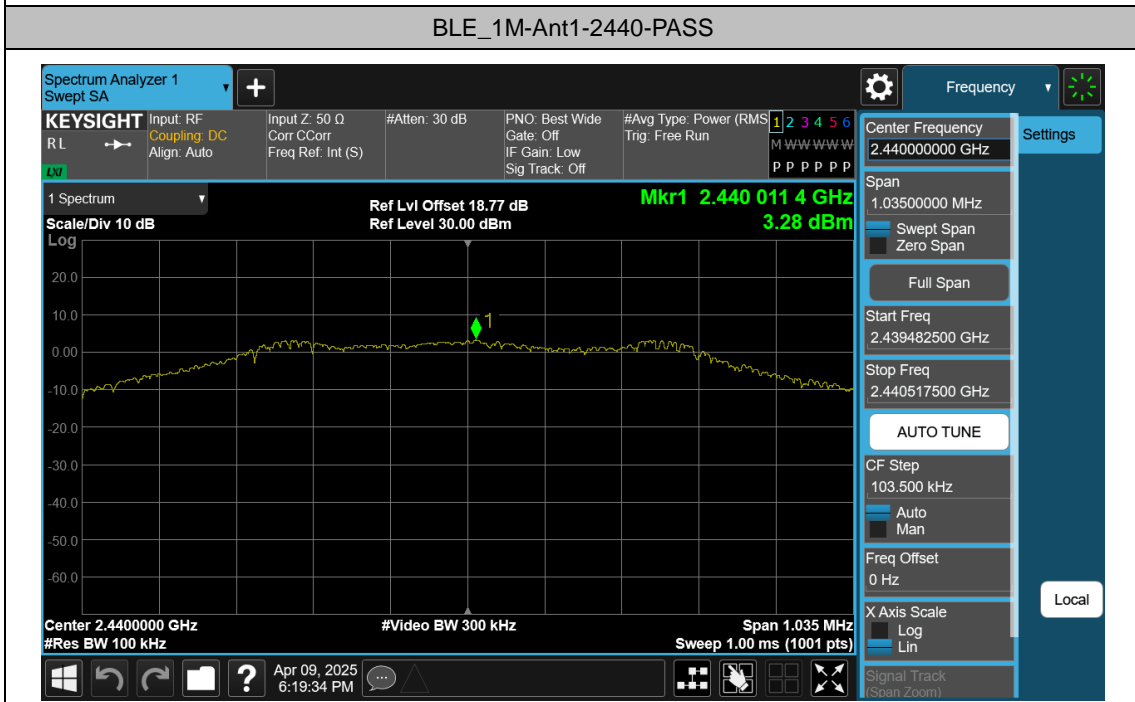 BLE_1M-Ant1-2440-PASS
Spectrum Analyzer 1
Swept SA
Frequency
KEYSIGHT
RL
LXI
Input: RF
Coupling: DC
Align: Auto
Input Z: 50 Ω
Corr CCorr
Freq Ref: Int (S)
#Atten: 30 dB
PNO: Best Wide
Gate: Off
IF Gain: Low
Sig Track: Off
#Avg Type: Power (RMS
Trig: Free Run
1 2 3 4 5 6
M W W W W W
P P P P P P
1 Spectrum
Scale/Div 10 dB
Log
Ref Lvl Offset 18.77 dB
Ref Level 30.00 dBm
Mkr1 2.440 011 4 GHz
3.28 dBm
1
20.0
10.0
0.00
-10.0
-20.0
-30.0
-40.0
-50.0
-60.0
Center 2.4400000 GHz
#Res BW 100 kHz
#Video BW 300 kHz
Span 1.035 MHz
Sweep 1.00 ms (1001 pts)
Center Frequency
2.440000000 GHz
Span
1.03500000 MHz
Swept Span
Zero Span
Full Span
Start Freq
2.439482500 GHz
Stop Freq
2.440517500 GHz
AUTO TUNE
CF Step
103.500 kHz
Auto
Man
Freq Offset
0 Hz
X Axis Scale
Log
Lin
Signal Track
(Span Zoom)
Settings
Local
?
Apr 09, 2025
6:19:34 PM